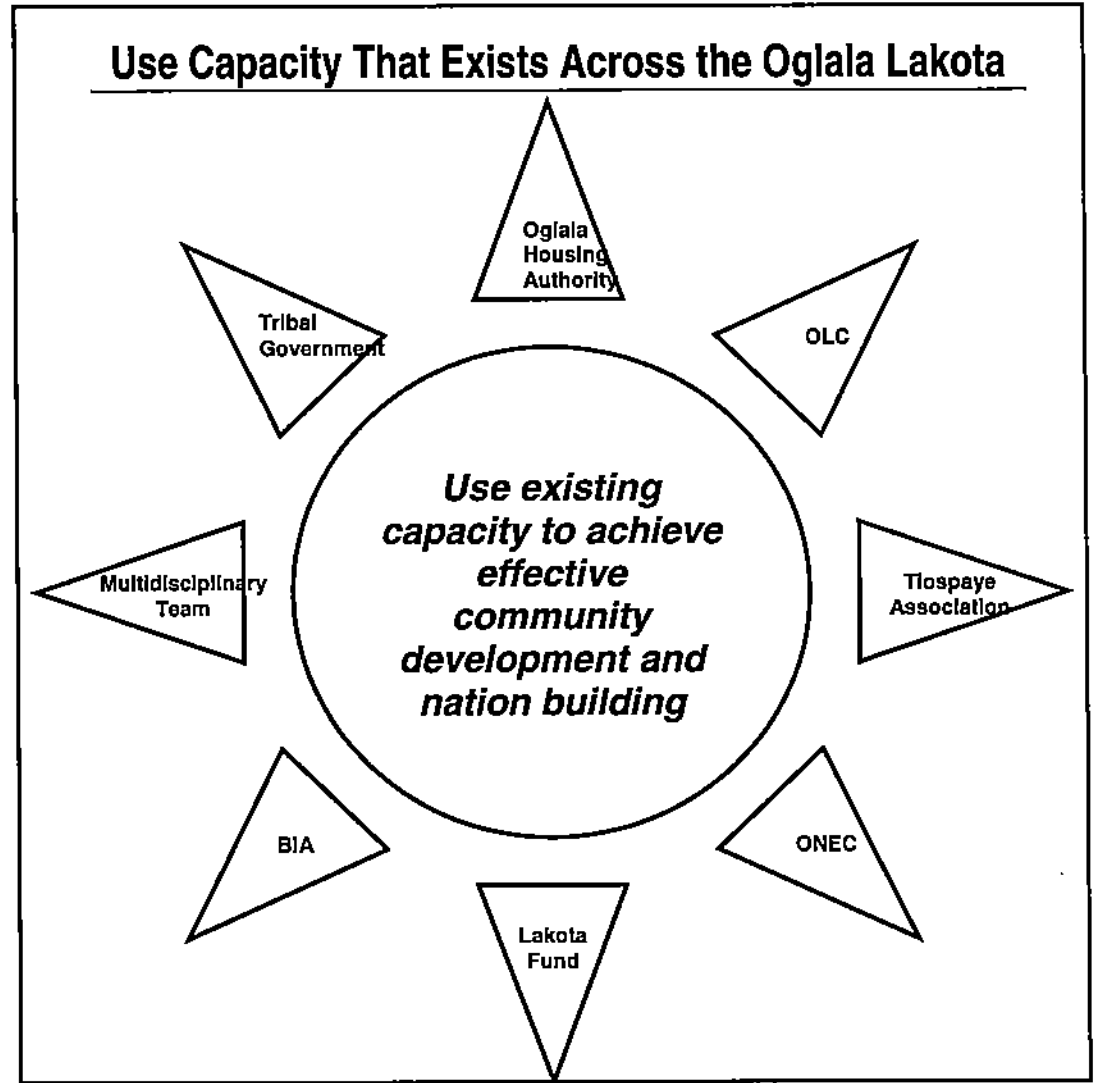 Use Capacity That Exists Across the Oglala Lakota
Oglala
Housing
Authority
Tribal
Government
OLC
Use existing
capacity to achieve
effective
community
development and
nation building
Multidisciplinary
Team
Tiospaye
Association
BIA
ONEC
Lakota
Fund